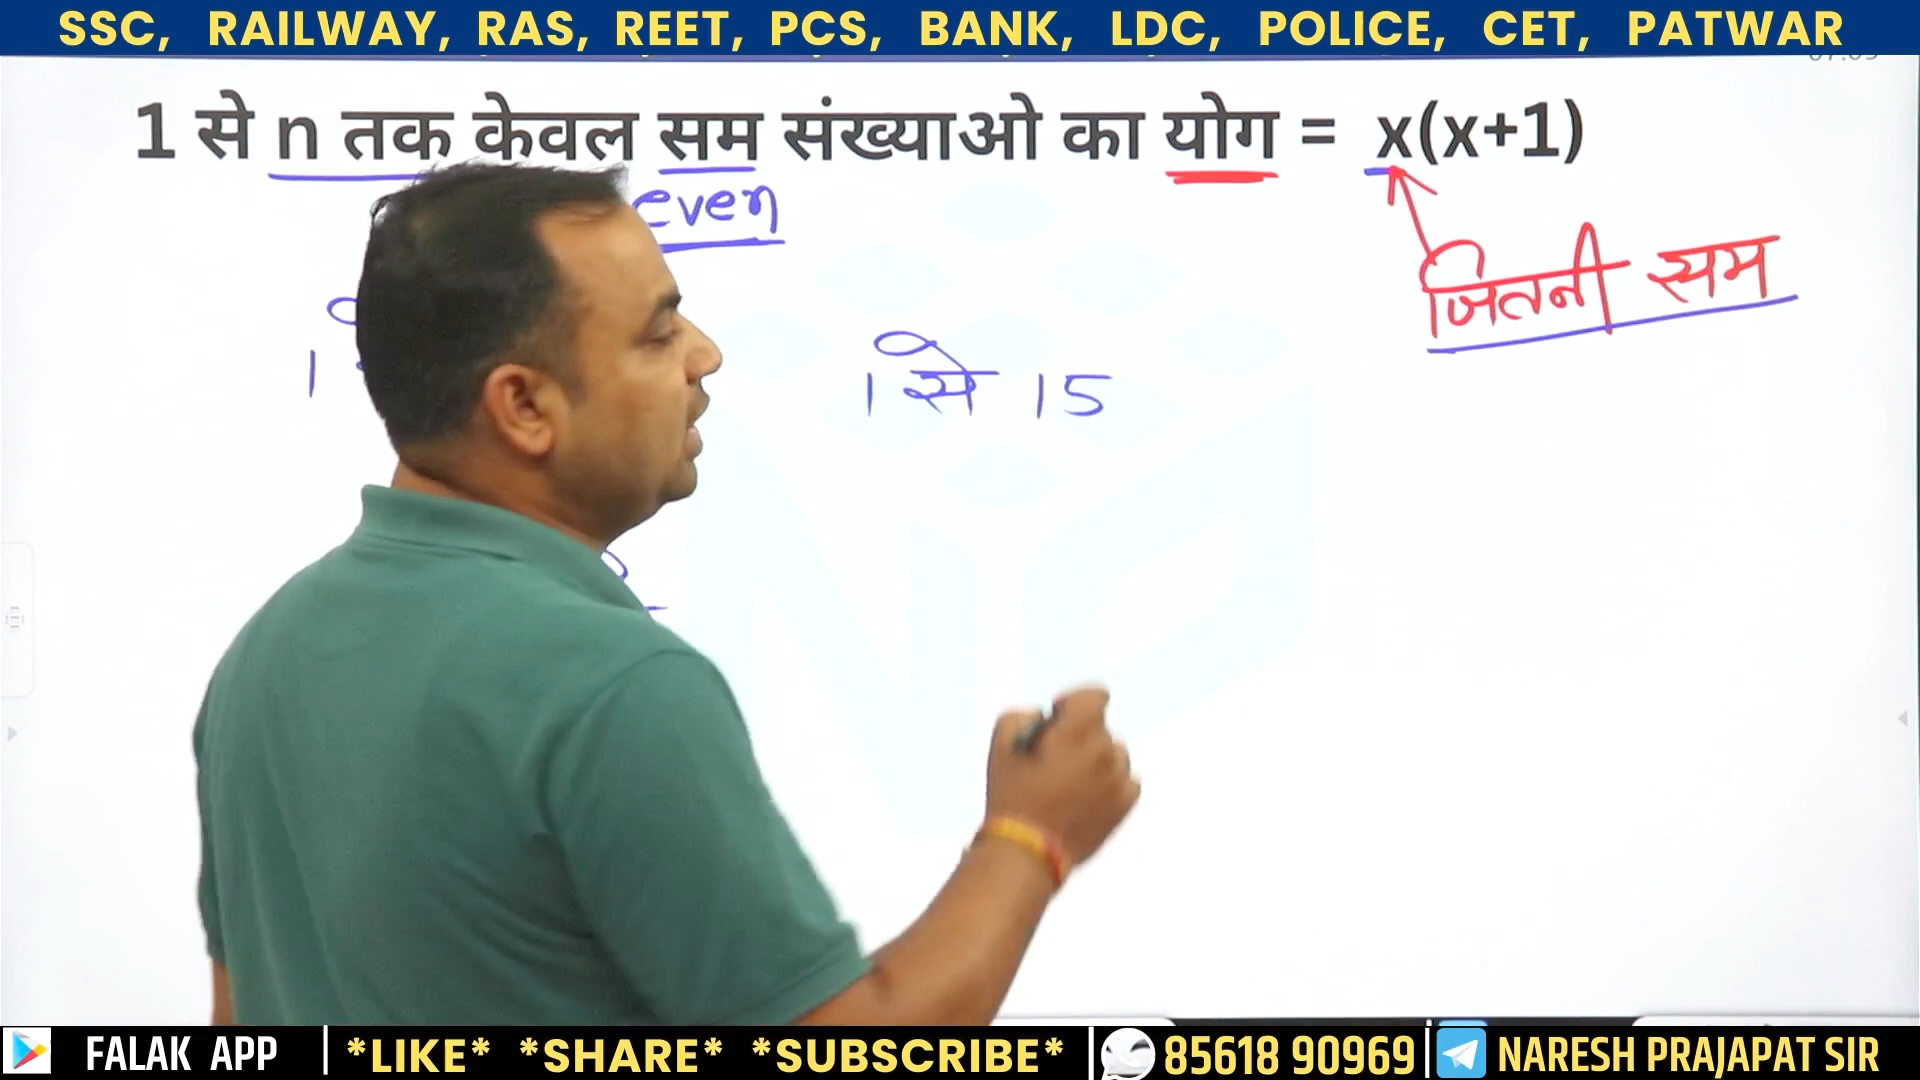 SSC, RAILWAY, RAS, REET, PCS, BANK, LDC, POLICE, CET, PATWAR
1 से n तक केवल सम संख्याओ का योग = x(x+1)
even
जितनी सम
1
1 से 15
FALAK APP | *LIKE* *SHARE* *SUBSCRIBE* | 85618 90969 | NARESH PRAJAPAT SIR